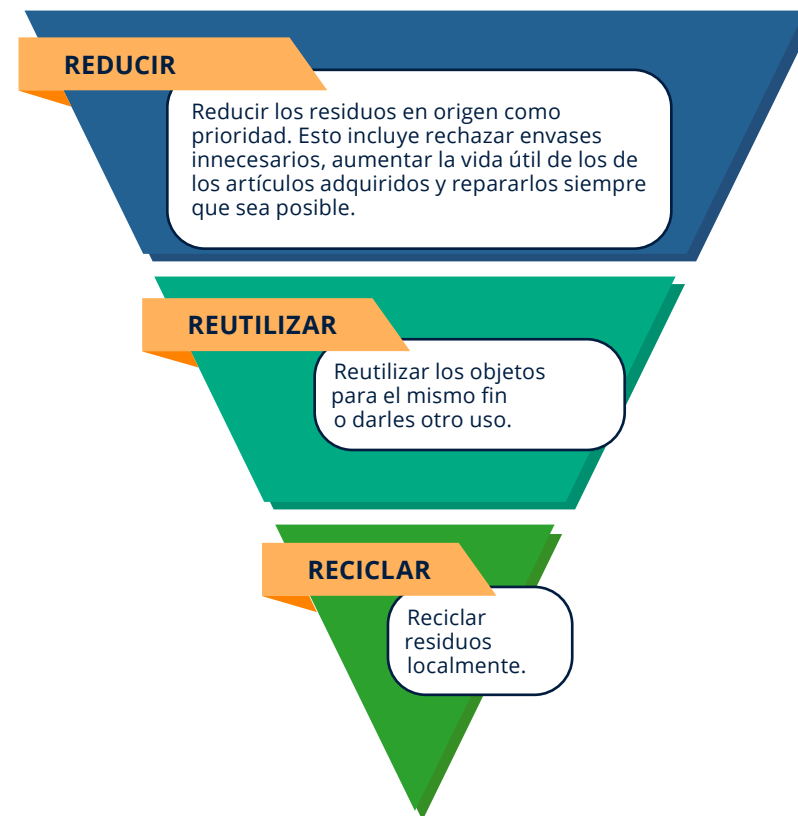 REDUCIR
Reducir los residuos en origen como
prioridad. Esto incluye rechazar envases
innecesarios, aumentar la vida útil de los de
los artículos adquiridos y repararlos siempre
que sea posible.
REUTILIZAR
Reutilizar los objetos
para el mismo fin
o darles otro uso.
RECICLAR
Reciclar
residuos
localmente.